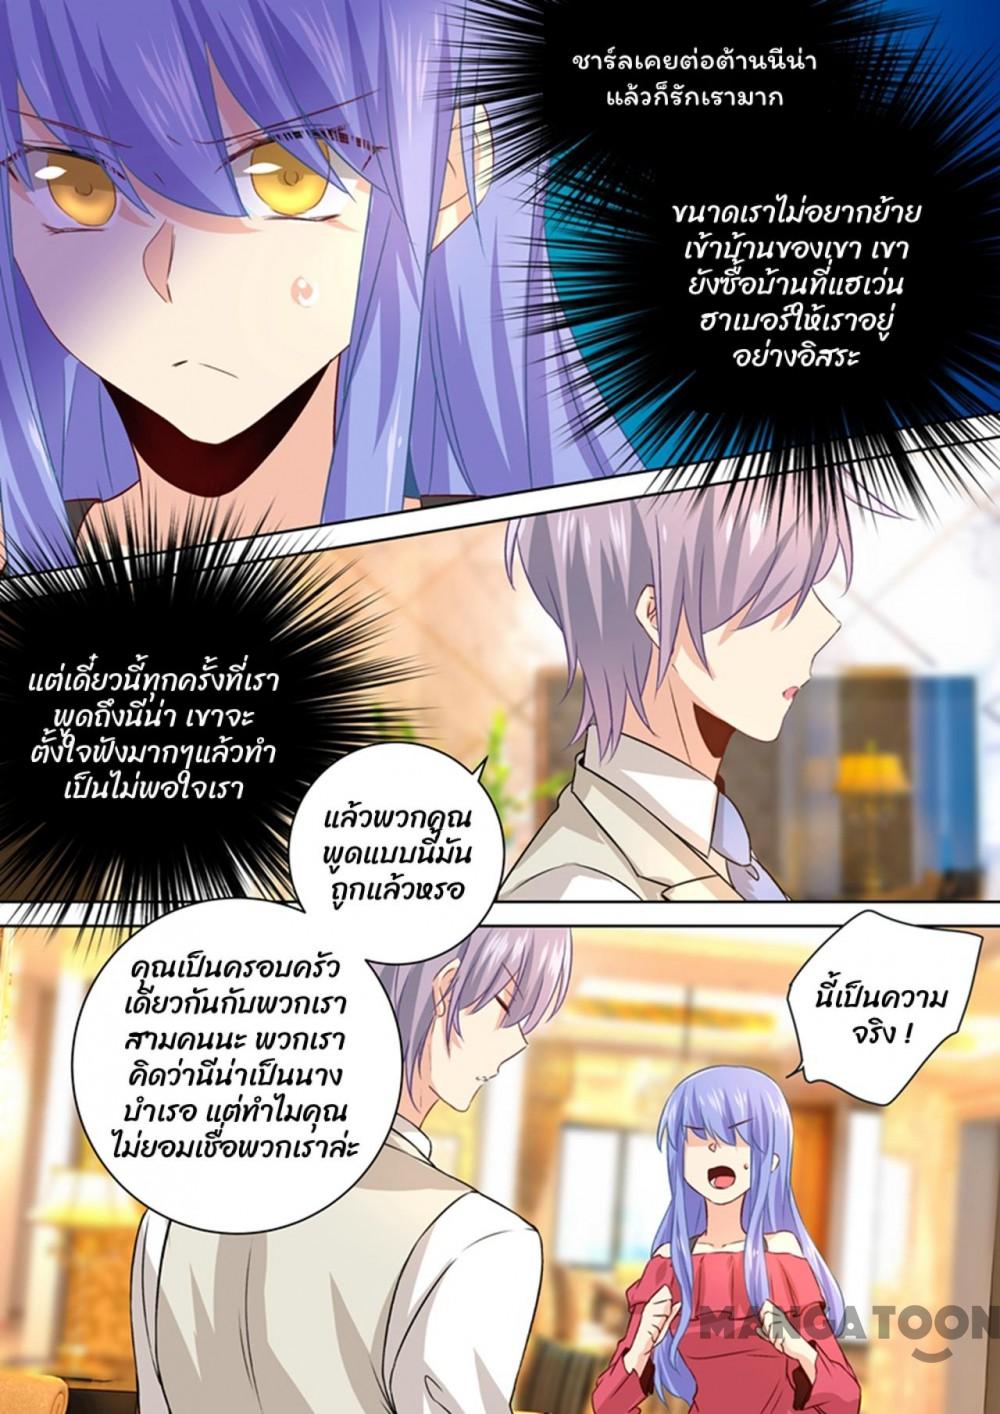 ชาร์ลเคยต่อต้านนีน่า
แล้วก็รักเรามาก
ขนาดเราไม่อยากย้าย
เข้าบ้านของเขา เขา
ยังซื้อบ้านที่แฮเว่น
ฮาเบอร์ให้เราอยู่
อย่างอิสระ
แต่เดี๋ยวนี้ทุกครั้งที่เรา
พูดถึงนีน่า เขาจะ
ตั้งใจฟังมากๆแล้วทำ
เป็นไม่พอใจเรา
แล้วพวกคุณ
พูดแบบนี้มัน
ถูกแล้วหรอ
คุณเป็นครอบครัว
เดียวกันกับพวกเรา
สามคนนะ พวกเรา
คิดว่านีน่าเป็นนาง
บำเรอ แต่ทำไมคุณ
ไม่ยอมเชื่อพวกเราล่ะ
นี้เป็นความ
จริง !
MANGATOON